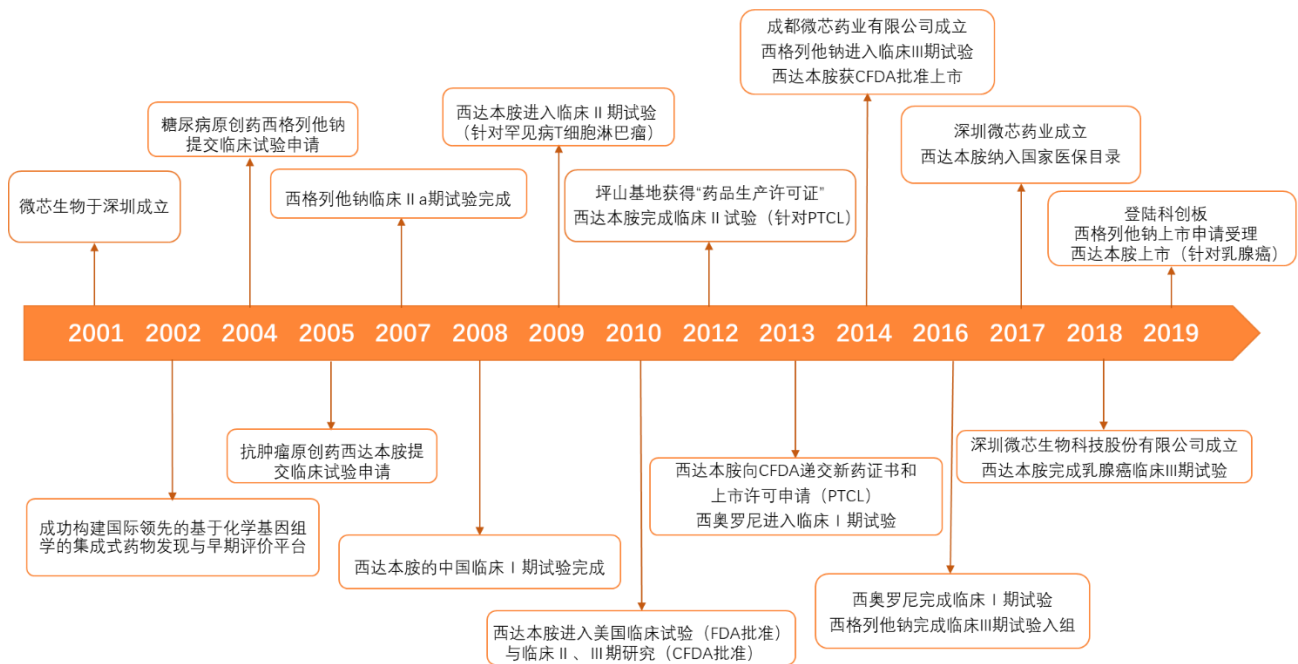 成都微芯药业有限公司成立
西格列他钠进入临床III期试验
西达本胺获CFDA批准上市
糖尿病原创药西格列他钠
提交临床试验申请
西达本胺进入临床Ⅱ期试验
（针对罕见病T细胞淋巴瘤）
深圳微芯药业成立
西达本胺纳入国家医保目录
微芯生物于深圳成立
西格列他钠临床Ⅱa期试验完成
坪山基地获得“药品生产许可证”
西达本胺完成临床Ⅱ试验（针对PTCL）
登陆科创板
西格列他钠上市申请受理
西达本胺上市（针对乳腺癌）
2001 2002 2004 2005 2007 2008 2009 2010 2012 2013 2014 2016 2017 2018 2019
抗肿瘤原创药西达本胺提
交临床试验申请
西达本胺向CFDA递交新药证书和
上市许可申请（PTCL）
西奥罗尼进入临床Ⅰ期试验
深圳微芯生物科技股份有限公司成立
西达本胺完成乳腺癌临床III期试验
成功构建国际领先的基于化学基因组
学的集成式药物发现与早期评价平台
西达本胺的中国临床Ⅰ期试验完成
西奥罗尼完成临床Ⅰ期试验
西格列他钠完成临床III期试验入组
西达本胺进入美国临床试验（FDA批准）
与临床Ⅱ、Ⅲ期研究（CFDA批准）